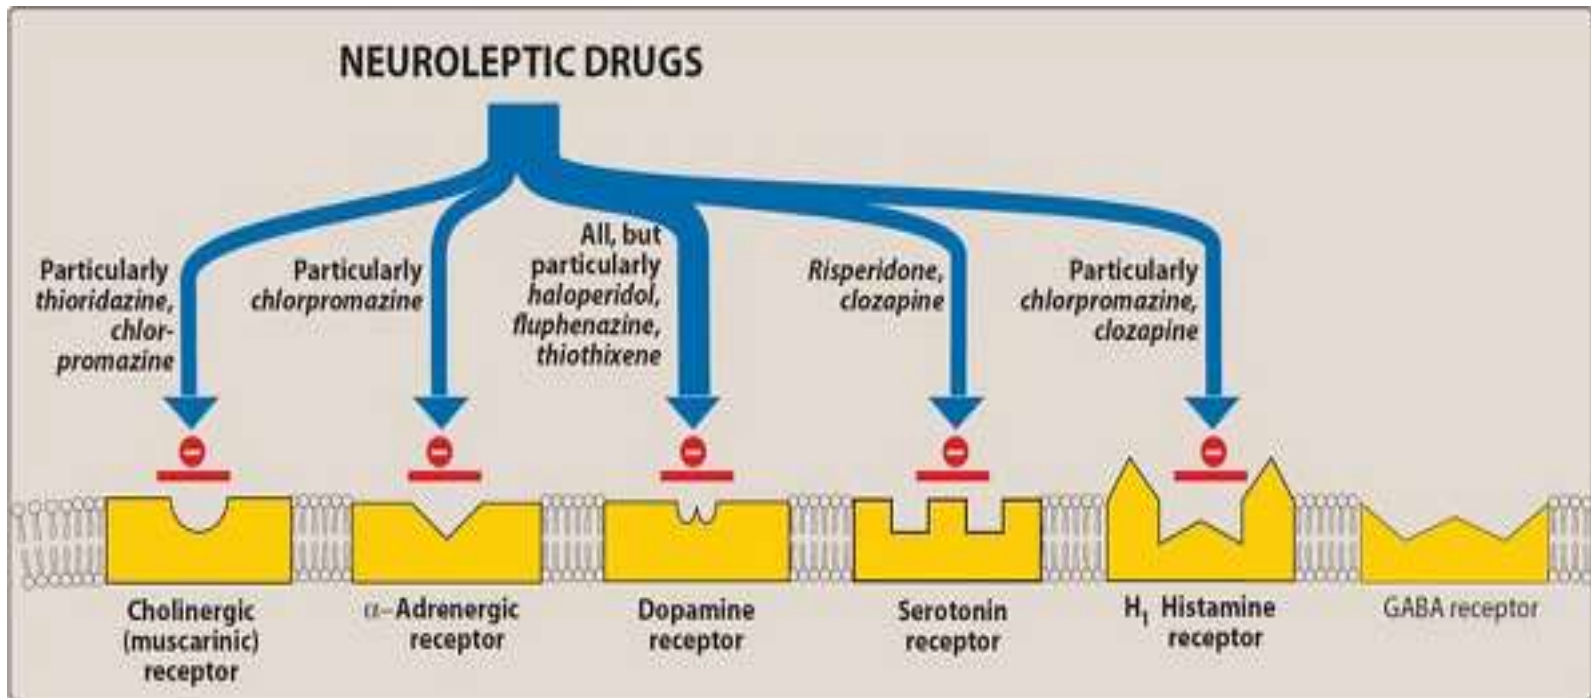 NEUROLEPTIC DRUGS
Particularly
thioridazine,
chlor-
promazine
Particularly
chlorpromazine
All, but
particularly
haloperidol,
fluphenazine,
thiothixene
Risperidone,
clozapine
Particularly
chlorpromazine,
clozapine
Cholinergic
(muscarinic)
receptor
α–Adrenergic
receptor
Dopamine
receptor
Serotonin
receptor
H₁ Histamine
receptor
GABA receptor